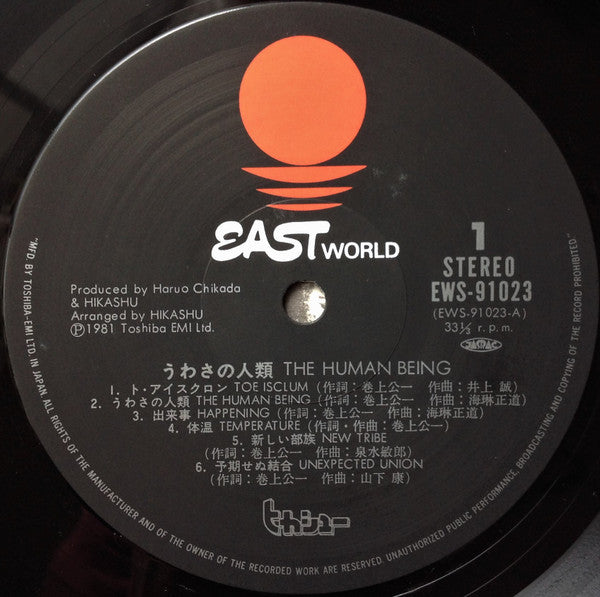 EAST WORLD
1
STEREO
EWS-91023
(EWS-91023-A)
33⅓ r.p.m.
JASRAC
Produced by Haruo Chikada
& HIKASHU
Arranged by HIKASHU
Ⓟ1981 Toshiba EMI Ltd.
うわさの人類 THE HUMAN BEING
1. ト・アイスクロン TOE ISCLUM (作詞：巻上公一 作曲：井上 誠)
2. うわさの人類 THE HUMAN BEING (作詞：巻上公一 作曲：海琳正道)
3. 出来事 HAPPENING (作詞：巻上公一 作曲：海琳正道)
4. 体温 TEMPERATURE (作詞・作曲：巻上公一)
5. 新しい部族 NEW TRIBE
(作詞：巻上公一 作曲：泉水敏郎)
6. 予期せぬ結合 UNEXPECTED UNION
(作詞：巻上公一 作曲：山下 康)
ヒカシュー
"MFD. BY TOSHIBA-EMI LTD. IN JAPAN ALL RIGHTS OF THE MANUFACTURER AND OF THE OWNER OF THE RECORDED WORK ARE RESERVED. UNAUTHORIZED PUBLIC PERFORMANCE, BROADCASTING AND COPYING OF THE RECORD PROHIBITED."